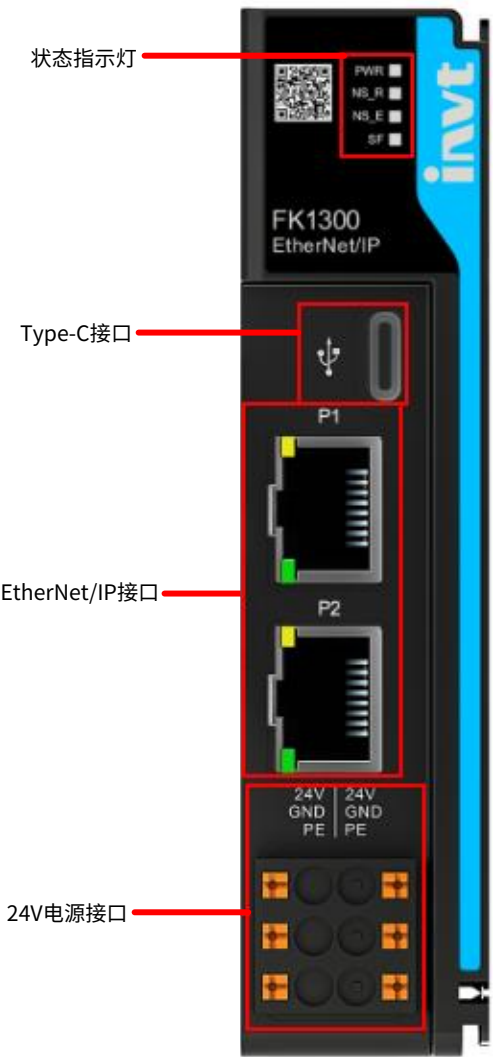 状态指示灯
PWR
NS_R
NS_E
SF
invt
FK1300
EtherNet/IP
Type-C接口
P1
EtherNet/IP接口
P2
24V 24V
GND GND
PE PE
24V电源接口